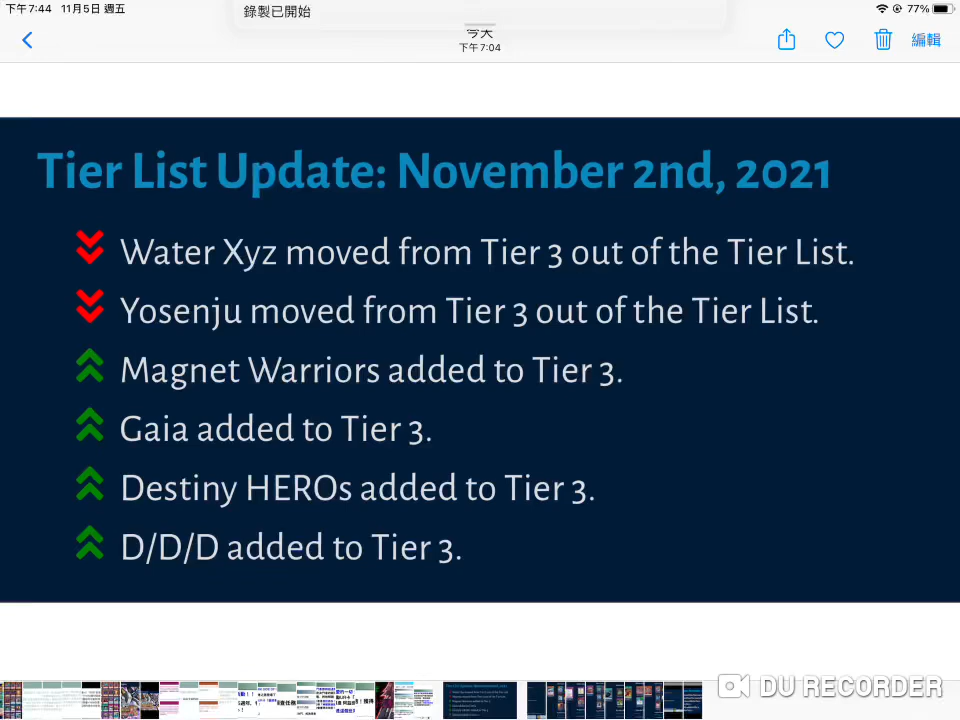 下午7:44 11月5日 週五
錄製已開始
77%
今天
下午7:04
編輯
Tier List Update: November 2nd, 2021
Water Xyz moved from Tier 3 out of the Tier List.
Yosenju moved from Tier 3 out of the Tier List.
Magnet Warriors added to Tier 3.
Gaia added to Tier 3.
Destiny HEROs added to Tier 3.
D/D/D added to Tier 3.
DU RECORDER